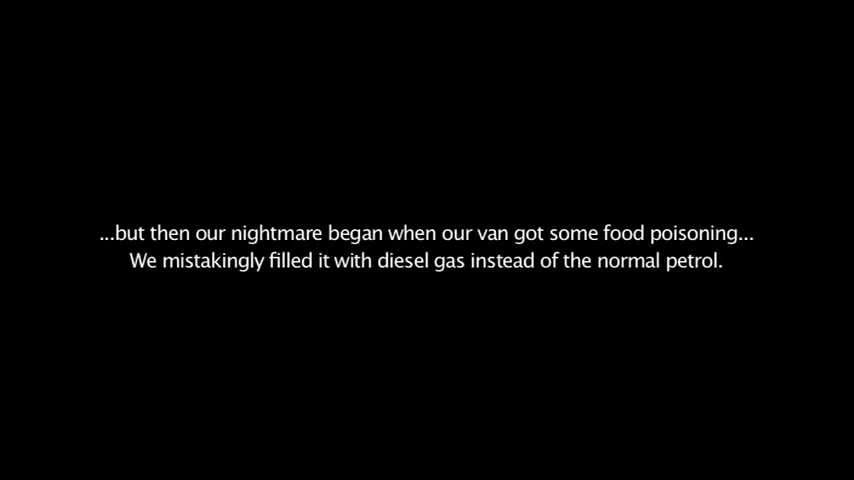 ...but then our nightmare began when our van got some food poisoning...
We mistakingly filled it with diesel gas instead of the normal petrol.